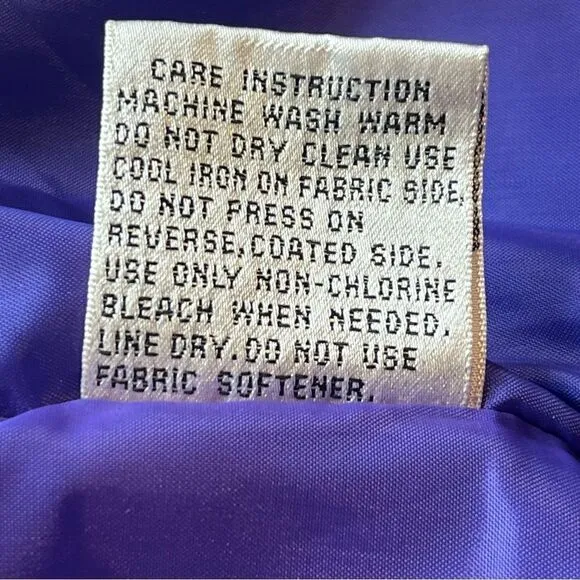 CARE INSTRUCTION
MACHINE WASH WARM
DO NOT DRY CLEAN USE
COOL IRON ON FABRIC SIDE.
DO NOT PRESS ON
REVERSE,COATED SIDE.
USE ONLY NON-CHLORINE
BLEACH WHEN NEEDED.
LINE DRY.DO NOT USE
FABRIC SOFTENER.